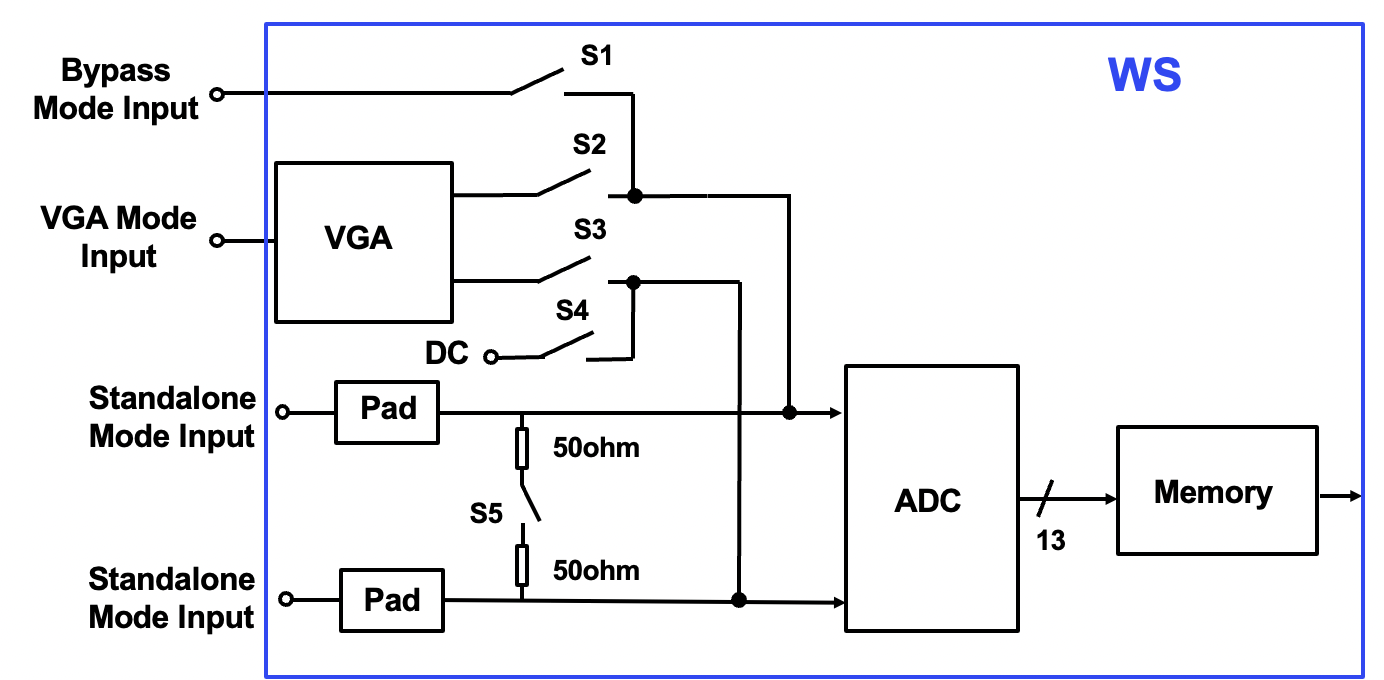 WS
S1
Bypass
Mode Input
S2
VGA Mode
Input
VGA
S3
S4
DC
Standalone
Mode Input
Pad
50ohm
S5
ADC
Memory
13
50ohm
Standalone
Mode Input
Pad